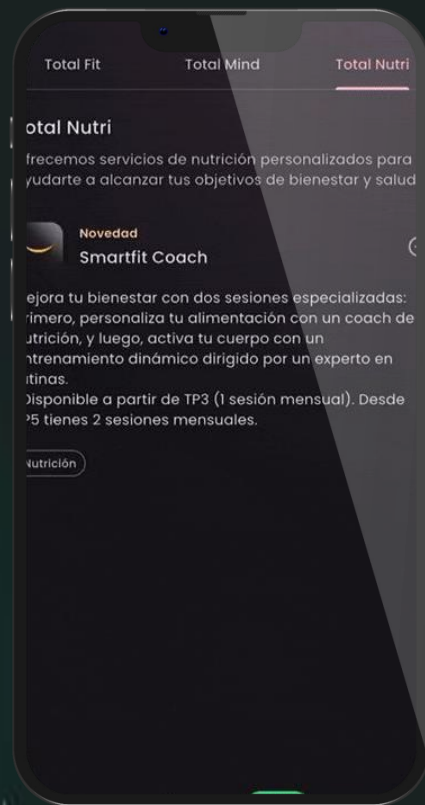 Total Fit Total Mind Total Nutri
otal Nutri
frecemos servicios de nutrición personalizados para
yudarte a alcanzar tus objetivos de bienestar y salud
Novedad
Smartfit Coach
ejora tu bienestar con dos sesiones especializadas:
rimero, personaliza tu alimentación con un coach de
utrición, y luego, activa tu cuerpo con un
ntrenamiento dinámico dirigido por un experto en
utinas.
Disponible a partir de TP3 (1 sesión mensual). Desde
P5 tienes 2 sesiones mensuales.
Nutrición